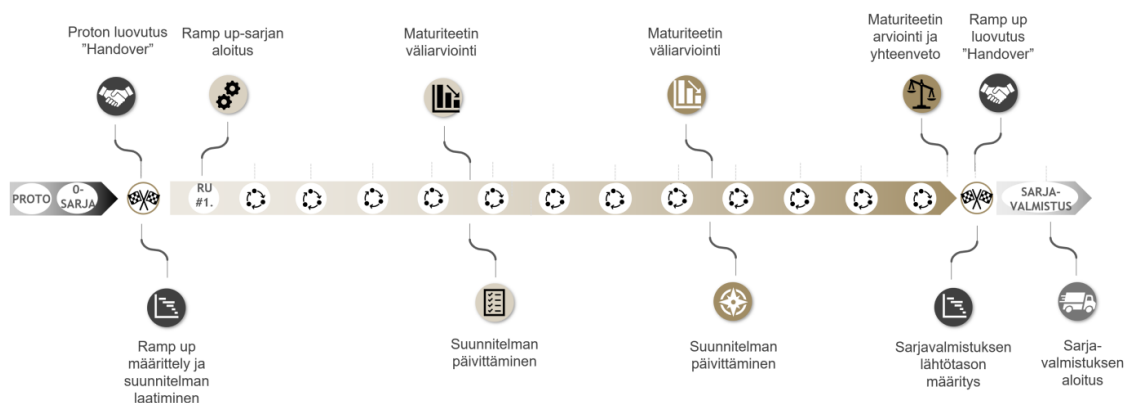 Proton luovutus
”Handover”
Ramp up-sarjan
aloitus
Maturiteetin
väliarviointi
Maturiteetin
väliarviointi
Maturiteetin
arviointi ja
yhteenveto
Ramp up
luovutus
”Handover”
PROTO
0-
SARJA
RU
#1.
SARJA-
VALMISTUS
Ramp up
määrittely ja
suunnitelman
laatiminen
Suunnitelman
päivittäminen
Suunnitelman
päivittäminen
Sarjavalmistuksen
lähtötason
määritys
Sarja-
valmistuksen
aloitus